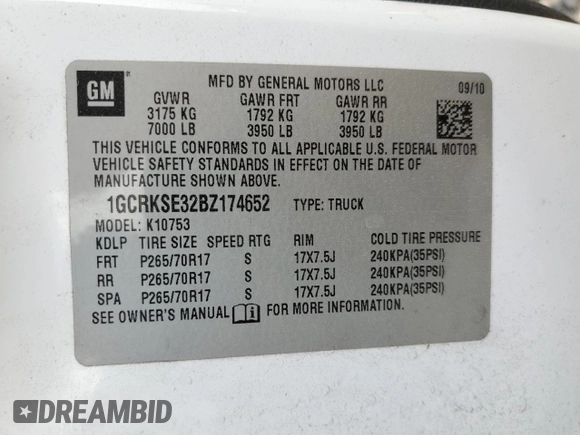 GM
MFD BY GENERAL MOTORS LLC 09/10
GVWR GAWR FRT GAWR RR
3175 KG 1792 KG 1792 KG
7000 LB 3950 LB 3950 LB
THIS VEHICLE CONFORMS TO ALL APPLICABLE U.S. FEDERAL MOTOR
VEHICLE SAFETY STANDARDS IN EFFECT ON THE DATE OF
MANUFACTURE SHOWN ABOVE.
1GCRKSE32BZ174652 TYPE: TRUCK
MODEL: K10753
KDLP TIRE SIZE SPEED RTG RIM COLD TIRE PRESSURE
FRT P265/70R17 S 17X7.5J 240KPA(35PSI)
RR P265/70R17 S 17X7.5J 240KPA(35PSI)
SPA P265/70R17 S 17X7.5J 240KPA(35PSI)
SEE OWNER'S MANUAL FOR MORE INFORMATION.
DREAMBID